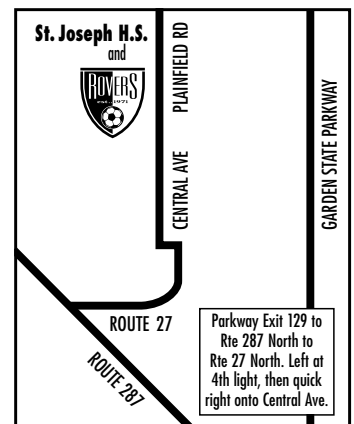 St. Joseph H.S.
and
ROVERS
est. 1971
PLAINFIELD RD
CENTRAL AVE
GARDEN STATE PARKWAY
ROUTE 27
ROUTE 287
Parkway Exit 129 to
Rte 287 North to
Rte 27 North. Left at
4th light, then quick
right onto Central Ave.